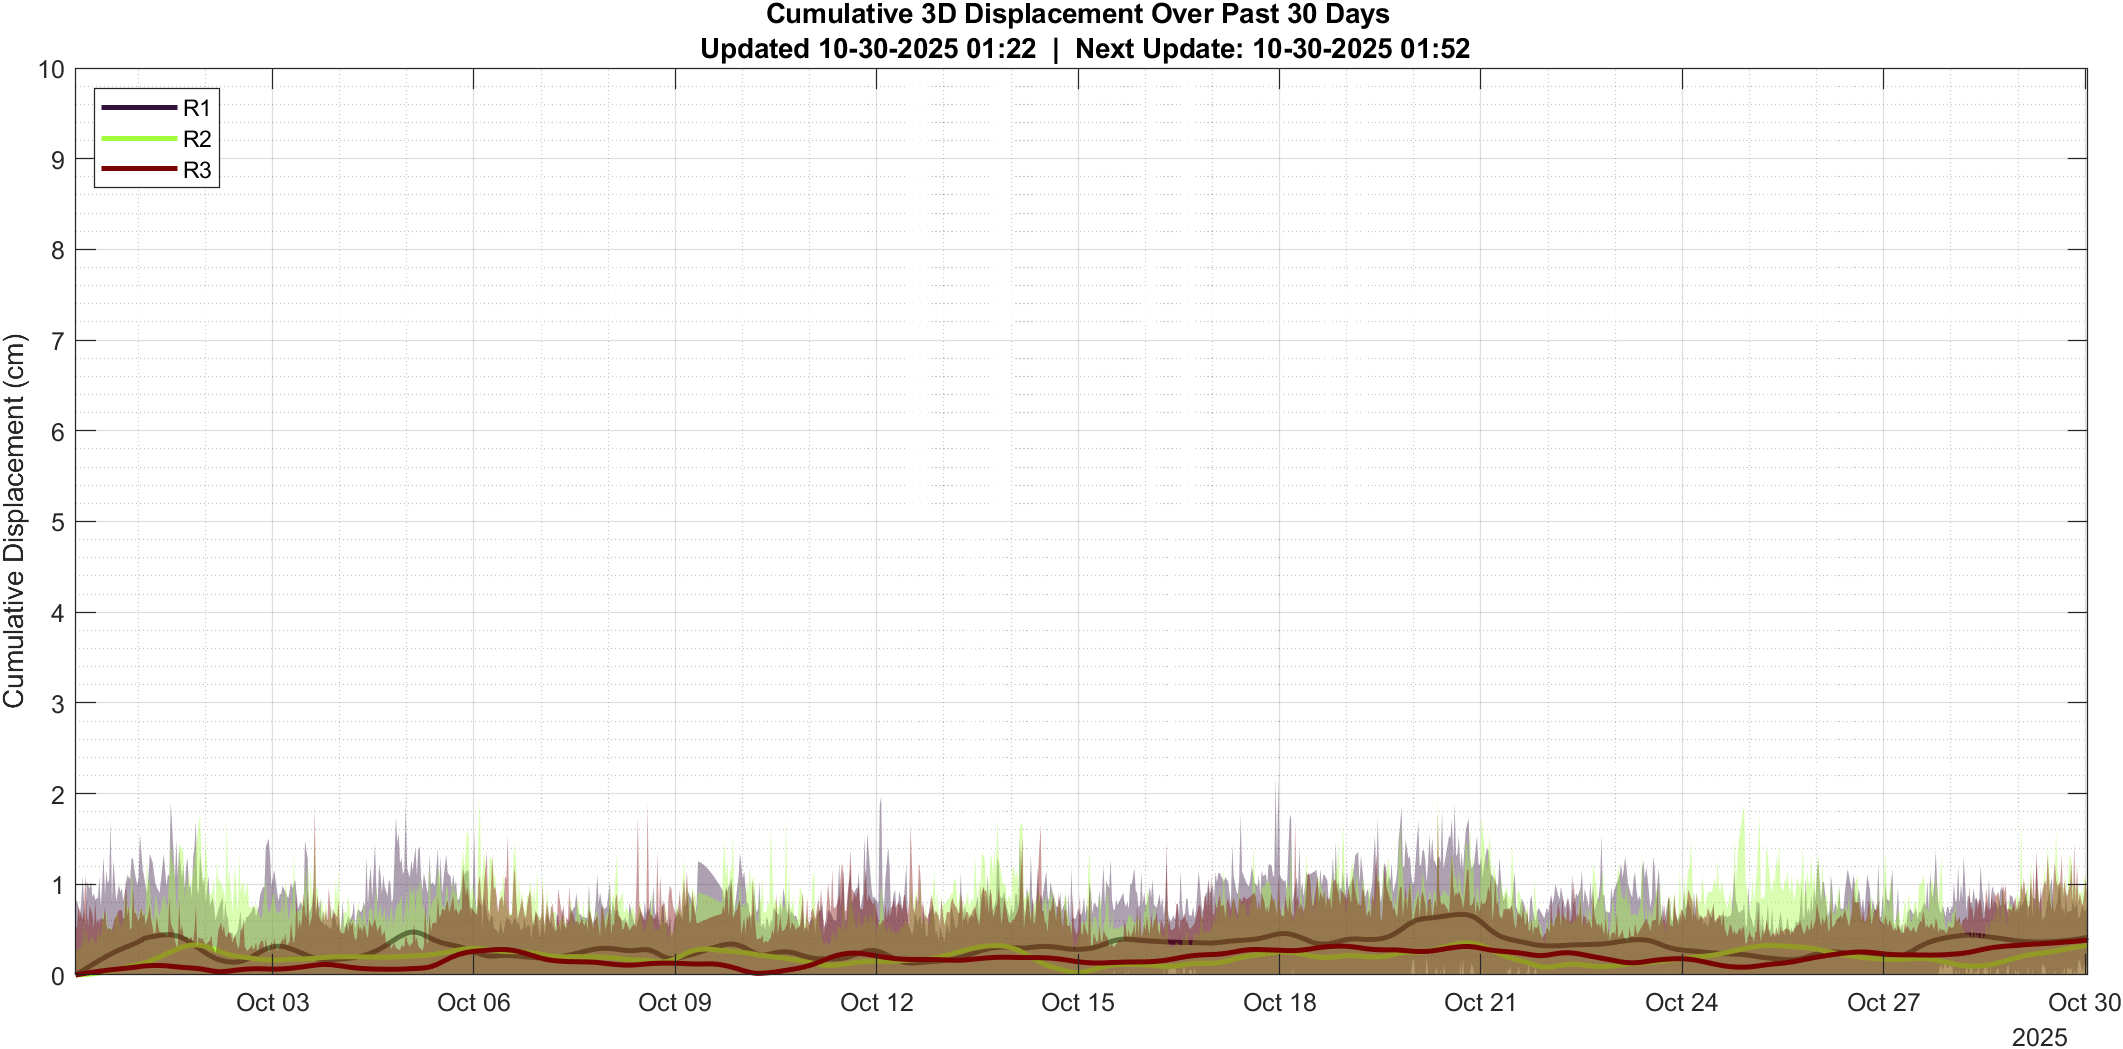 Cumulative 3D Displacement Over Past 30 Days
Updated 10-30-2025 01:22 | Next Update: 10-30-2025 01:52
Cumulative Displacement (cm)
10
9
8
7
6
5
4
3
2
1
0
R1
R2
R3
Oct 03 Oct 06 Oct 09 Oct 12 Oct 15 Oct 18 Oct 21 Oct 24 Oct 27 Oct 30
2025